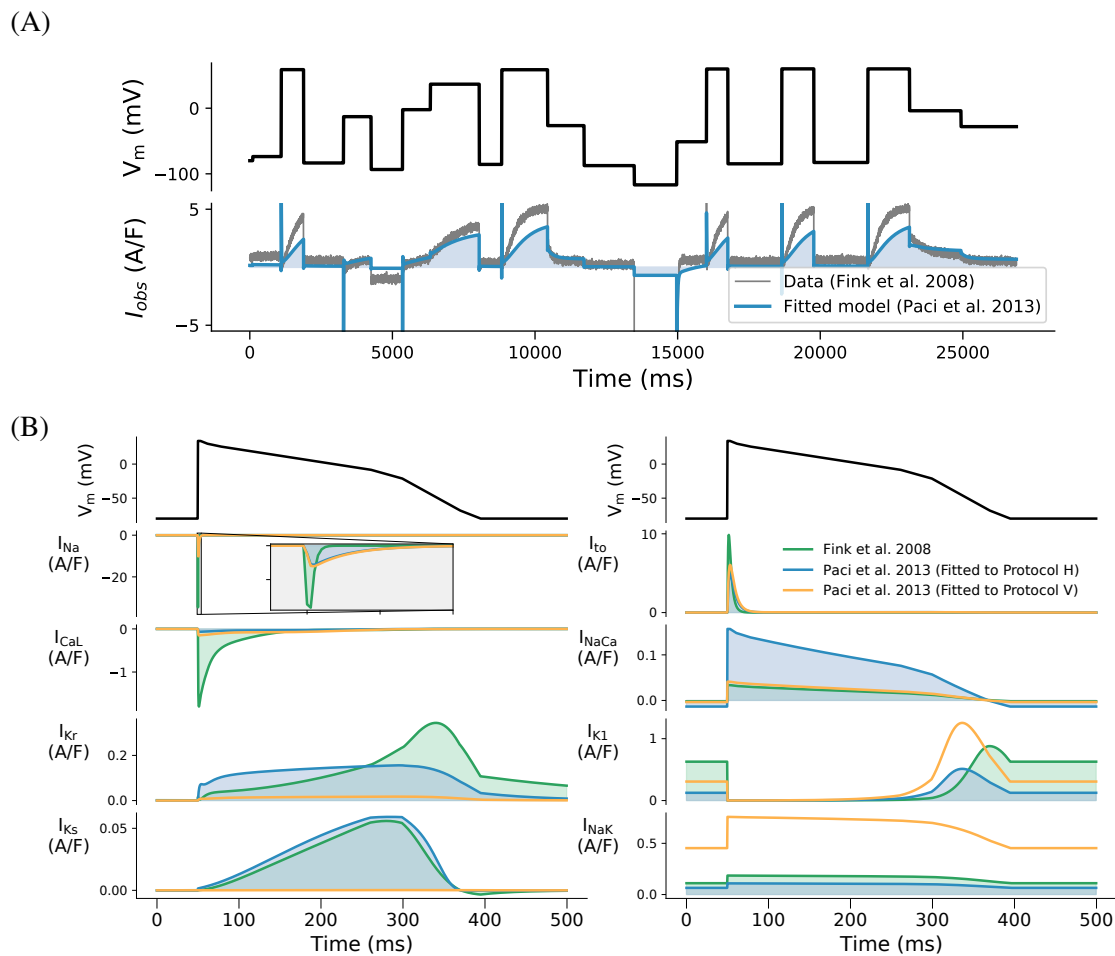 (A)
V_m (mV)
0
−100
I_obs (A/F)
5
−5
Data (Fink et al. 2008)
Fitted model (Paci et al. 2013)
0 5000 10000 15000 20000 25000
Time (ms)
(B)
V_m (mV)
0
−50
I_Na
(A/F)
0
−20
I_CaL
(A/F)
0
−1
I_Kr
(A/F)
0.2
0.0
I_Ks
(A/F)
0.05
0.00
0 100 200 300 400 500
Time (ms)
V_m (mV)
0
−50
I_to
(A/F)
10
0
Fink et al. 2008
Paci et al. 2013 (Fitted to Protocol H)
Paci et al. 2013 (Fitted to Protocol V)
I_NaCa
(A/F)
0.1
0.0
I_K1
(A/F)
1
0
I_NaK
(A/F)
0.5
0.0
0 100 200 300 400 500
Time (ms)